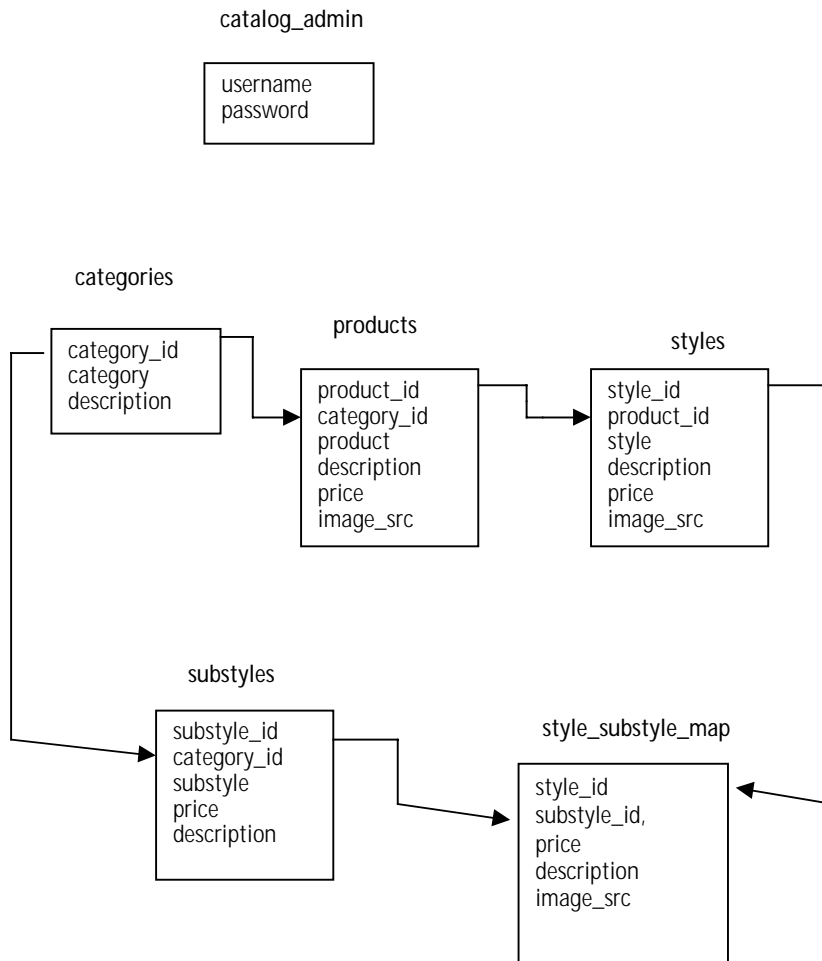 catalog_admin
username
password
categories
category_id
category
description
products
product_id
category_id
product
description
price
image_src
styles
style_id
product_id
style
description
price
image_src
substyles
substyle_id
category_id
substyle
price
description
style_substyle_map
style_id
substyle_id,
price
description
image_src